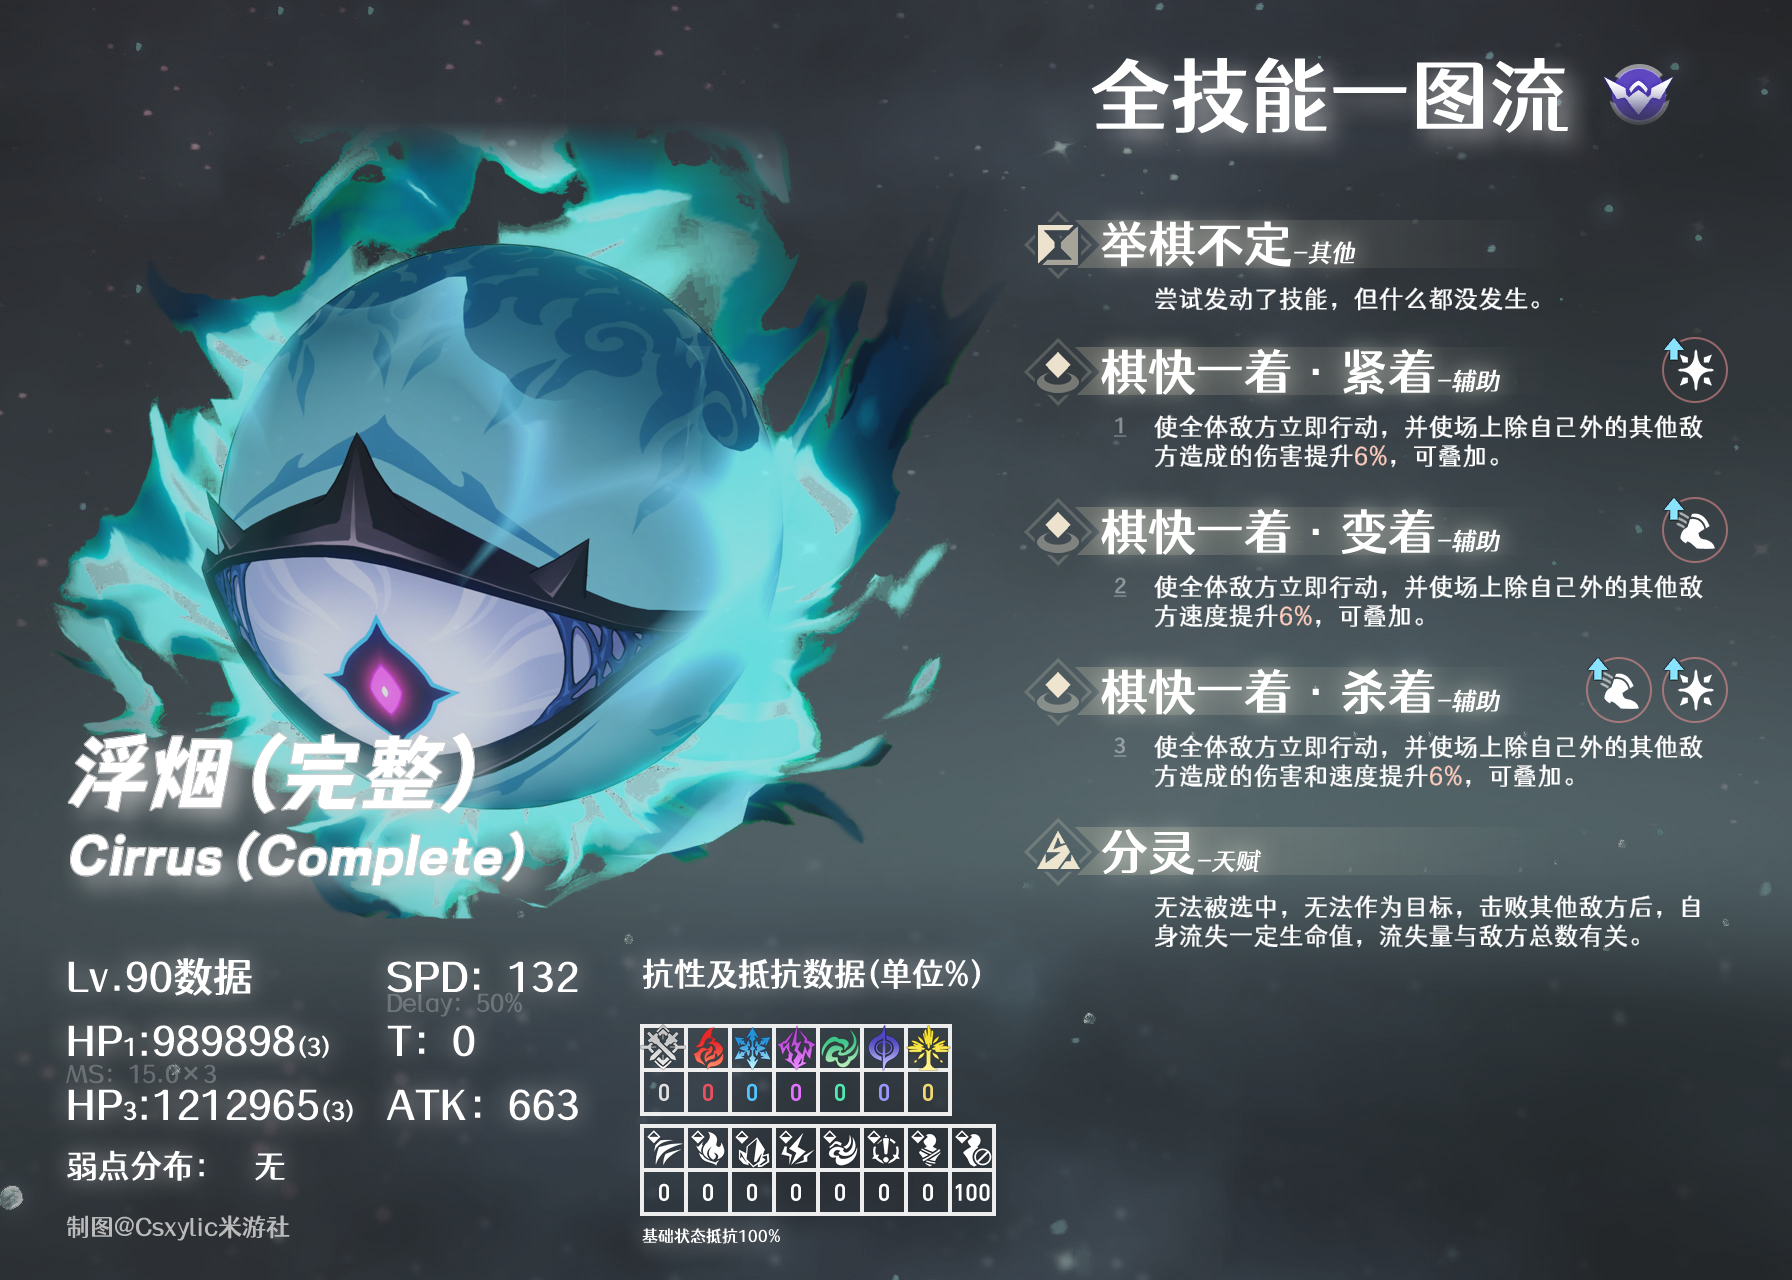 全技能一图流
举棋不定–其他
尝试发动了技能，但什么都没发生。
棋快一着 · 紧着–辅助
1 使全体敌方立即行动，并使场上除自己外的其他敌
方造成的伤害提升6%，可叠加。
棋快一着 · 变着–辅助
2 使全体敌方立即行动，并使场上除自己外的其他敌
方速度提升6%，可叠加。
棋快一着 · 杀着–辅助
3 使全体敌方立即行动，并使场上除自己外的其他敌
方造成的伤害和速度提升6%，可叠加。
分灵–天赋
无法被选中，无法作为目标，击败其他敌方后，自
身流失一定生命值，流失量与敌方总数有关。
浮烟（完整）
Cirrus (Complete)
Lv.90数据 SPD: 132
Delay: 50%
HP1:989898(3) T: 0
MS: 15.0×3
HP3:1212965(3) ATK: 663
弱点分布： 无
制图@Csxylic米游社
抗性及抵抗数据(单位%)
0 0 0 0 0 0 0
0 0 0 0 0 0 0 100
基础状态抵抗100%